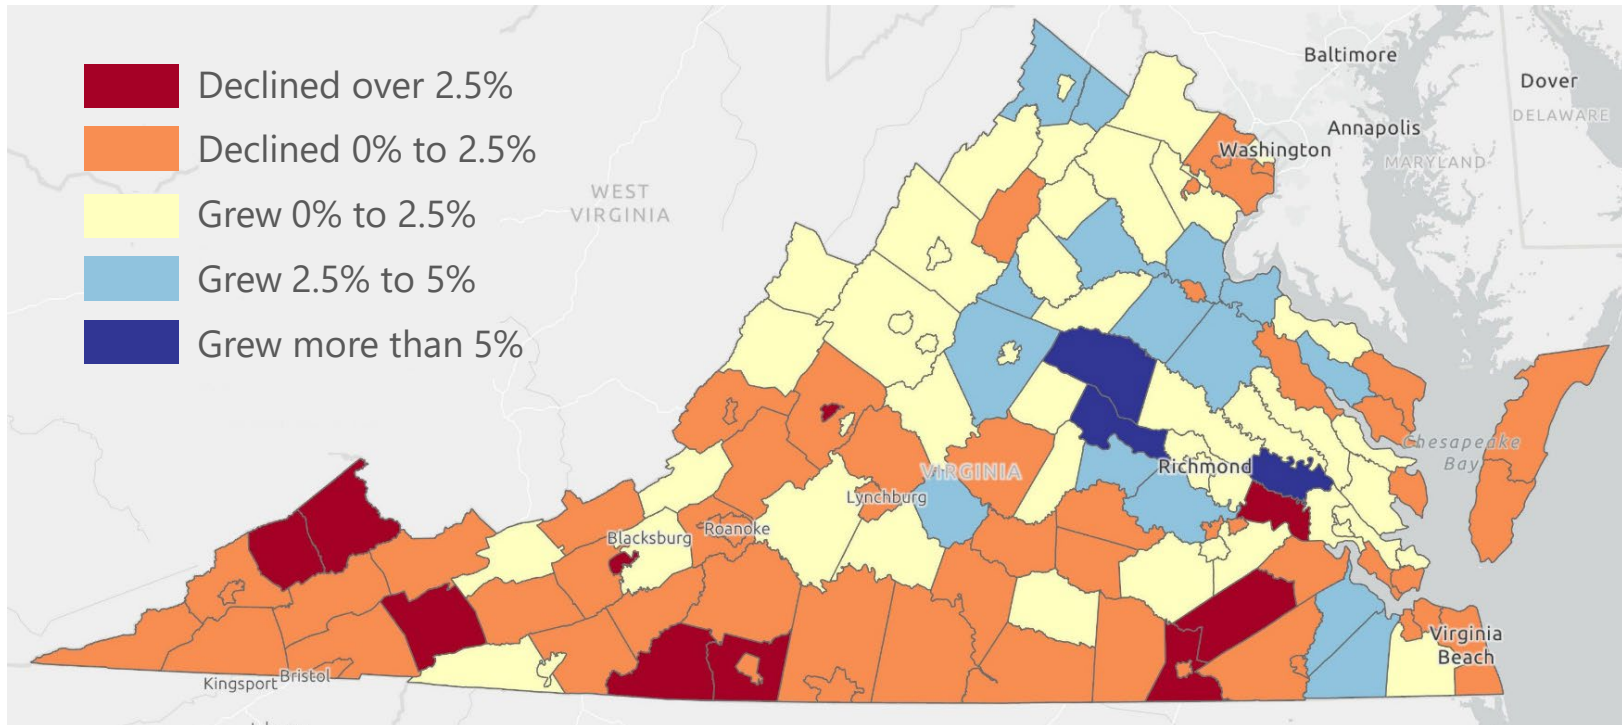 Declined over 2.5%
Declined 0% to 2.5%
Grew 0% to 2.5%
Grew 2.5% to 5%
Grew more than 5%
Baltimore
Dover
DELAWARE
Annapolis
Washington
MARYLAND
WEST
VIRGINIA
Chesapeake
Bay
VIRGINIA
Richmond
Lynchburg
Roanoke
Blacksburg
Virginia
Beach
Bristol
Kingsport